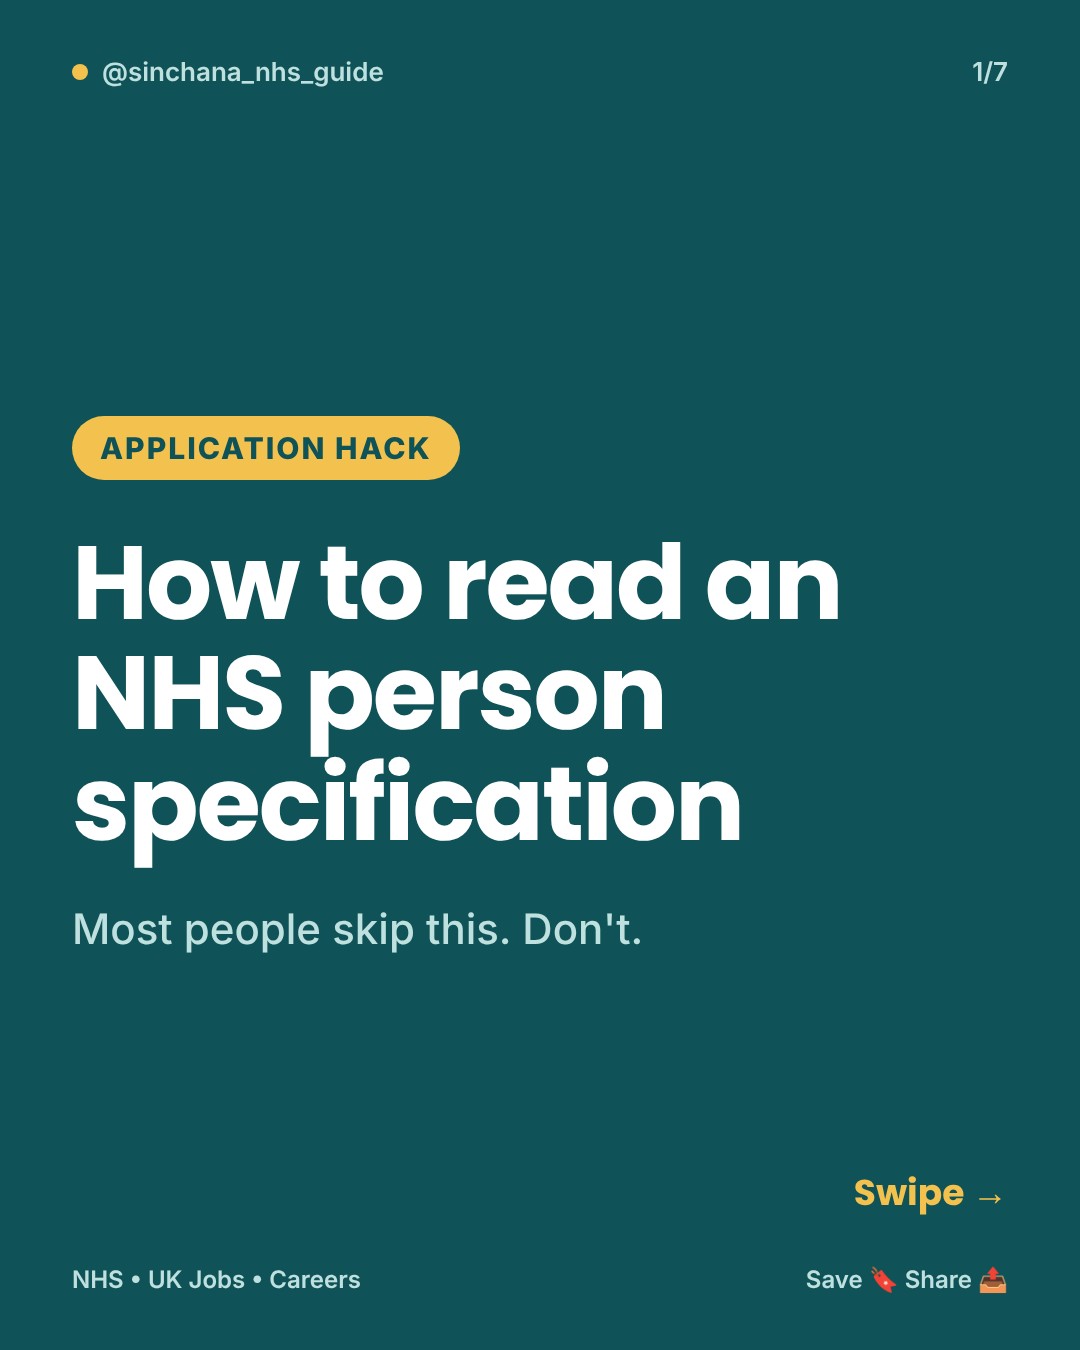 @sinchana_nhs_guide
1/7
APPLICATION HACK
How to read an
NHS person
specification
Most people skip this. Don't.
Swipe →
NHS • UK Jobs • Careers
Save 🔖 Share 📤